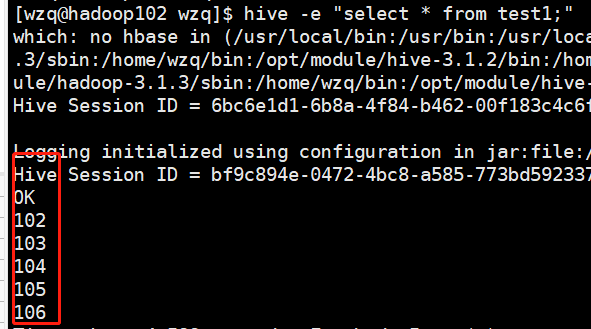 [wzq@hadoop102 wzq]$ hive -e "select * from test1;"
which: no hbase in (/usr/local/bin:/usr/bin:/usr/loca
.3/sbin:/home/wzq/bin:/opt/module/hive-3.1.2/bin:/hom
ule/hadoop-3.1.3/sbin:/home/wzq/bin:/opt/module/hive-
Hive Session ID = 6bc6e1d1-6b8a-4f84-b462-00f183c4c6f
Logging initialized using configuration in jar:file:/
Hive Session ID = bf9c894e-0472-4bc8-a585-773bd592337
OK
102
103
104
105
106